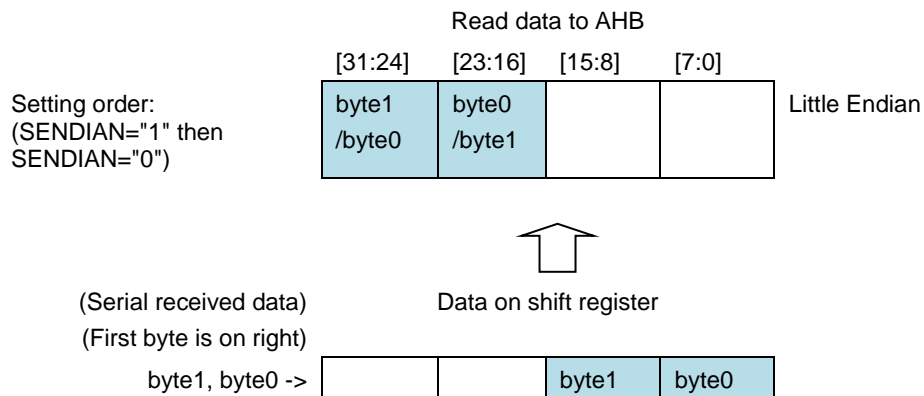 Read data to AHB
[31:24] [23:16] [15:8] [7:0]
Setting order:
(SENDIAN="1" then
SENDIAN="0")
byte1 byte0
/byte0 /byte1
Little Endian
(Serial received data)
Data on shift register
(First byte is on right)
byte1, byte0 ->
byte1 byte0